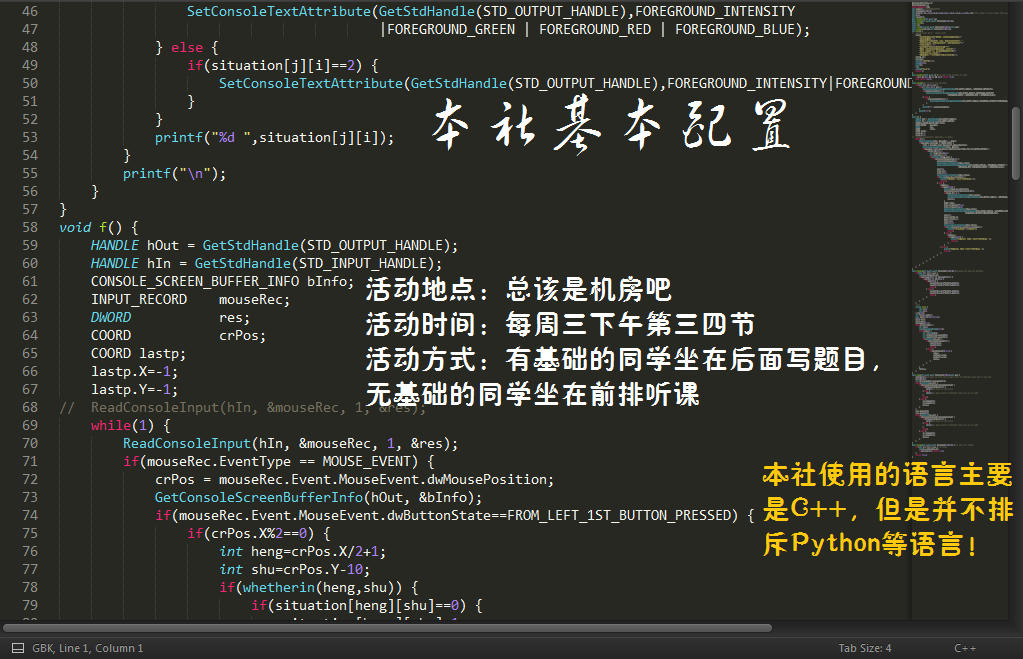 46 SetConsoleTextAttribute(GetStdHandle(STD_OUTPUT_HANDLE),FOREGROUND_INTENSITY
47 |FOREGROUND_GREEN | FOREGROUND_RED | FOREGROUND_BLUE);
48 } else {
49 if(situation[j][i]==2) {
50 SetConsoleTextAttribute(GetStdHandle(STD_OUTPUT_HANDLE),FOREGROUND_INTENSITY|FOREGROUND
51 }
52 }
53 printf("%d ",situation[j][i]);
54 }
55 printf("\n");
56 }
57 }
本社基本配置
58 void f() {
59 HANDLE hOut = GetStdHandle(STD_OUTPUT_HANDLE);
60 HANDLE hIn = GetStdHandle(STD_INPUT_HANDLE);
61 CONSOLE_SCREEN_BUFFER_INFO bInfo;
62 INPUT_RECORD mouseRec;
63 DWORD res;
64 COORD crPos;
65 COORD lastp;
66 lastp.X=-1;
67 lastp.Y=-1;
68 // ReadConsoleInput(hIn, &mouseRec, 1, &res);
活动地点：总该是机房吧
活动时间：每周三下午第三四节
活动方式：有基础的同学坐在后面写题目，
无基础的同学坐在前排听课
69 while(1) {
70 ReadConsoleInput(hIn, &mouseRec, 1, &res);
71 if(mouseRec.EventType == MOUSE_EVENT) {
72 crPos = mouseRec.Event.MouseEvent.dwMousePosition;
73 GetConsoleScreenBufferInfo(hOut, &bInfo);
74 if(mouseRec.Event.MouseEvent.dwButtonState==FROM_LEFT_1ST_BUTTON_PRESSED) {
75 if(crPos.X%2==0) {
76 int heng=crPos.X/2+1;
77 int shu=crPos.Y-10;
78 if(whetherin(heng,shu)) {
79 if(situation[heng][shu]==0) {
本社使用的语言主要
是C++，但是并不排
斥Python等语言！
GBK, Line 1, Column 1
Tab Size: 4
C++